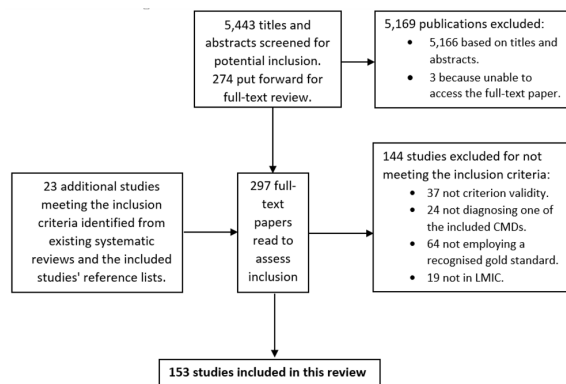 5,443 titles and
abstracts screened for
potential inclusion.
274 put forward for
full-text review.
5,169 publications excluded:
• 5,166 based on titles and
abstracts.
• 3 because unable to
access the full-text paper.
23 additional studies
meeting the inclusion
criteria identified from
existing systematic
reviews and the included
studies' reference lists.
297 full-
text
papers
read to
assess
inclusion
144 studies excluded for not
meeting the inclusion criteria:
• 37 not criterion validity.
• 24 not diagnosing one of
the included CMDs.
• 64 not employing a
recognised gold standard.
• 19 not in LMIC.
153 studies included in this review